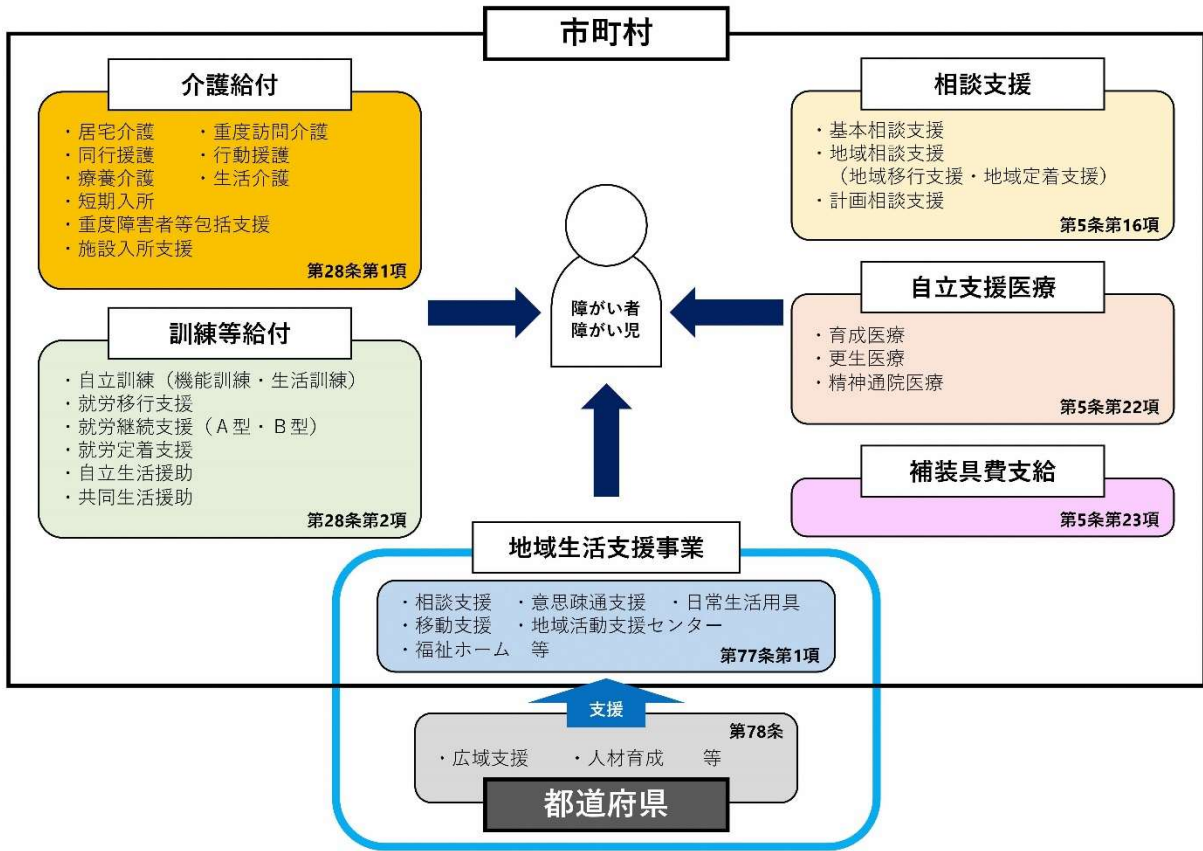 市町村
介護給付
・居宅介護 ・重度訪問介護
・同行援護 ・行動援護
・療養介護 ・生活介護
・短期入所
・重度障害者等包括支援
・施設入所支援
第28条第1項
訓練等給付
・自立訓練（機能訓練・生活訓練）
・就労移行支援
・就労継続支援（A型・B型）
・就労定着支援
・自立生活援助
・共同生活援助
第28条第2項
障がい者
障がい児
相談支援
・基本相談支援
・地域相談支援
（地域移行支援・地域定着支援）
・計画相談支援
第5条第16項
自立支援医療
・育成医療
・更生医療
・精神通院医療
第5条第22項
補装具費支給
第5条第23項
地域生活支援事業
・相談支援 ・意思疎通支援 ・日常生活用具
・移動支援 ・地域活動支援センター
・福祉ホーム 等
第77条第1項
支援
第78条
・広域支援 ・人材育成 等
都道府県